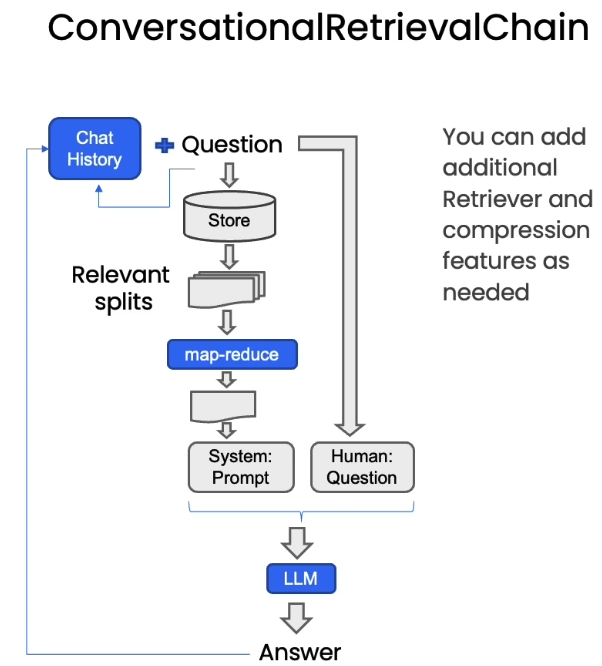 ConversationalRetrievalChain
Chat
History
Question
You can add
additional
Retriever and
compression
features as
needed
Store
Relevant
splits
map-reduce
System:
Prompt
Human:
Question
LLM
Answer